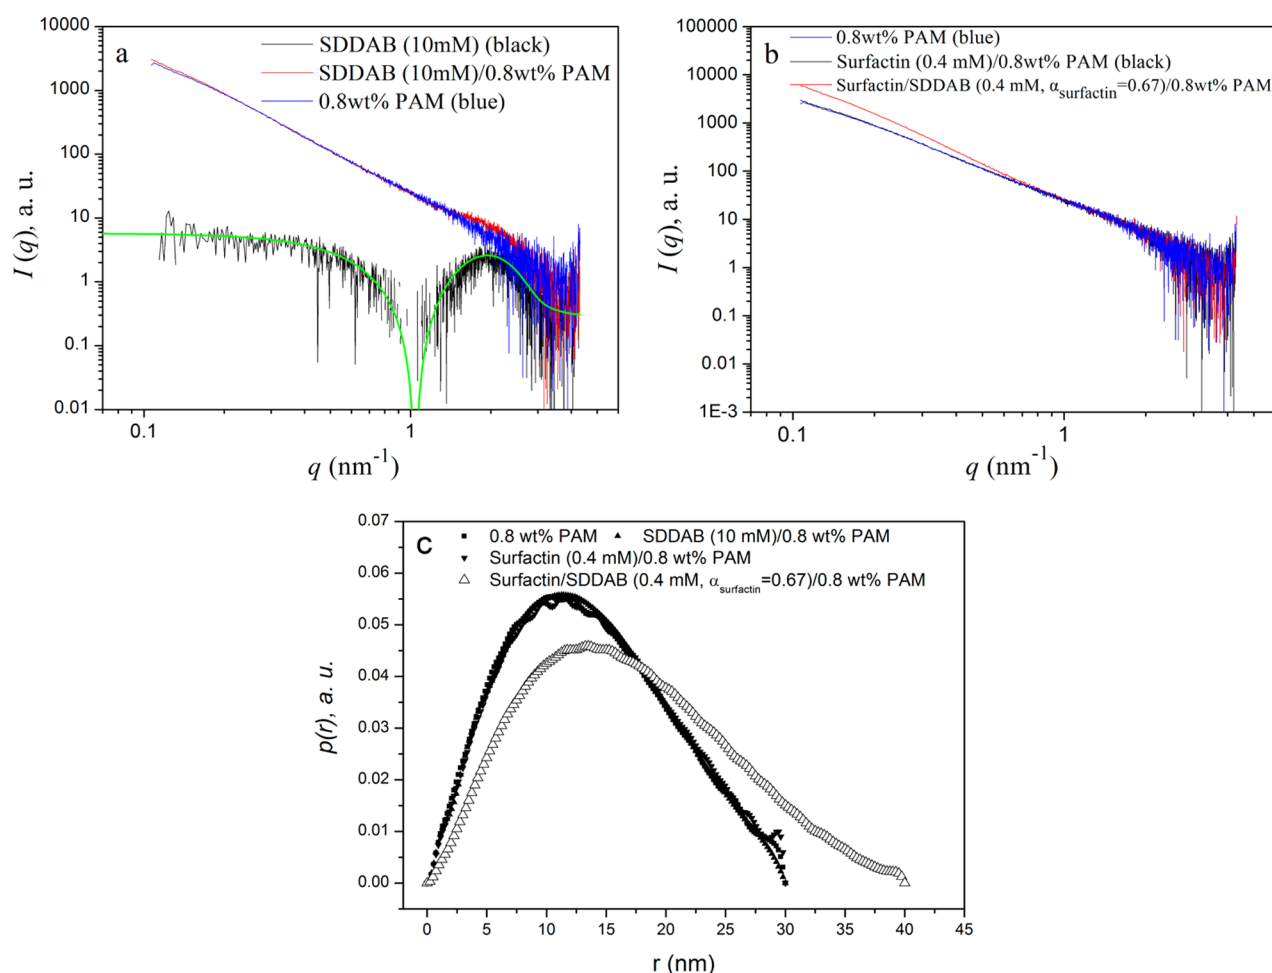 a
SDDAB (10mM) (black)
SDDAB (10mM)/0.8wt% PAM
0.8wt% PAM (blue)
10000
1000
100
10
1
0.1
0.01
I (q), a. u.
0.1 1
q (nm⁻¹)
b
0.8wt% PAM (blue)
Surfactin (0.4 mM)/0.8wt% PAM (black)
Surfactin/SDDAB (0.4 mM, αsurfactin=0.67)/0.8wt% PAM
100000
10000
1000
100
10
1
0.1
0.01
1E-3
I (q), a. u.
0.1 1
q (nm⁻¹)
c
0.8 wt% PAM SDDAB (10 mM)/0.8 wt% PAM
Surfactin (0.4 mM)/0.8 wt% PAM
Surfactin/SDDAB (0.4 mM, αsurfactin=0.67)/0.8 wt% PAM
0.07
0.06
0.05
0.04
0.03
0.02
0.01
0.00
p(r), a. u.
0 5 10 15 20 25 30 35 40 45
r (nm)